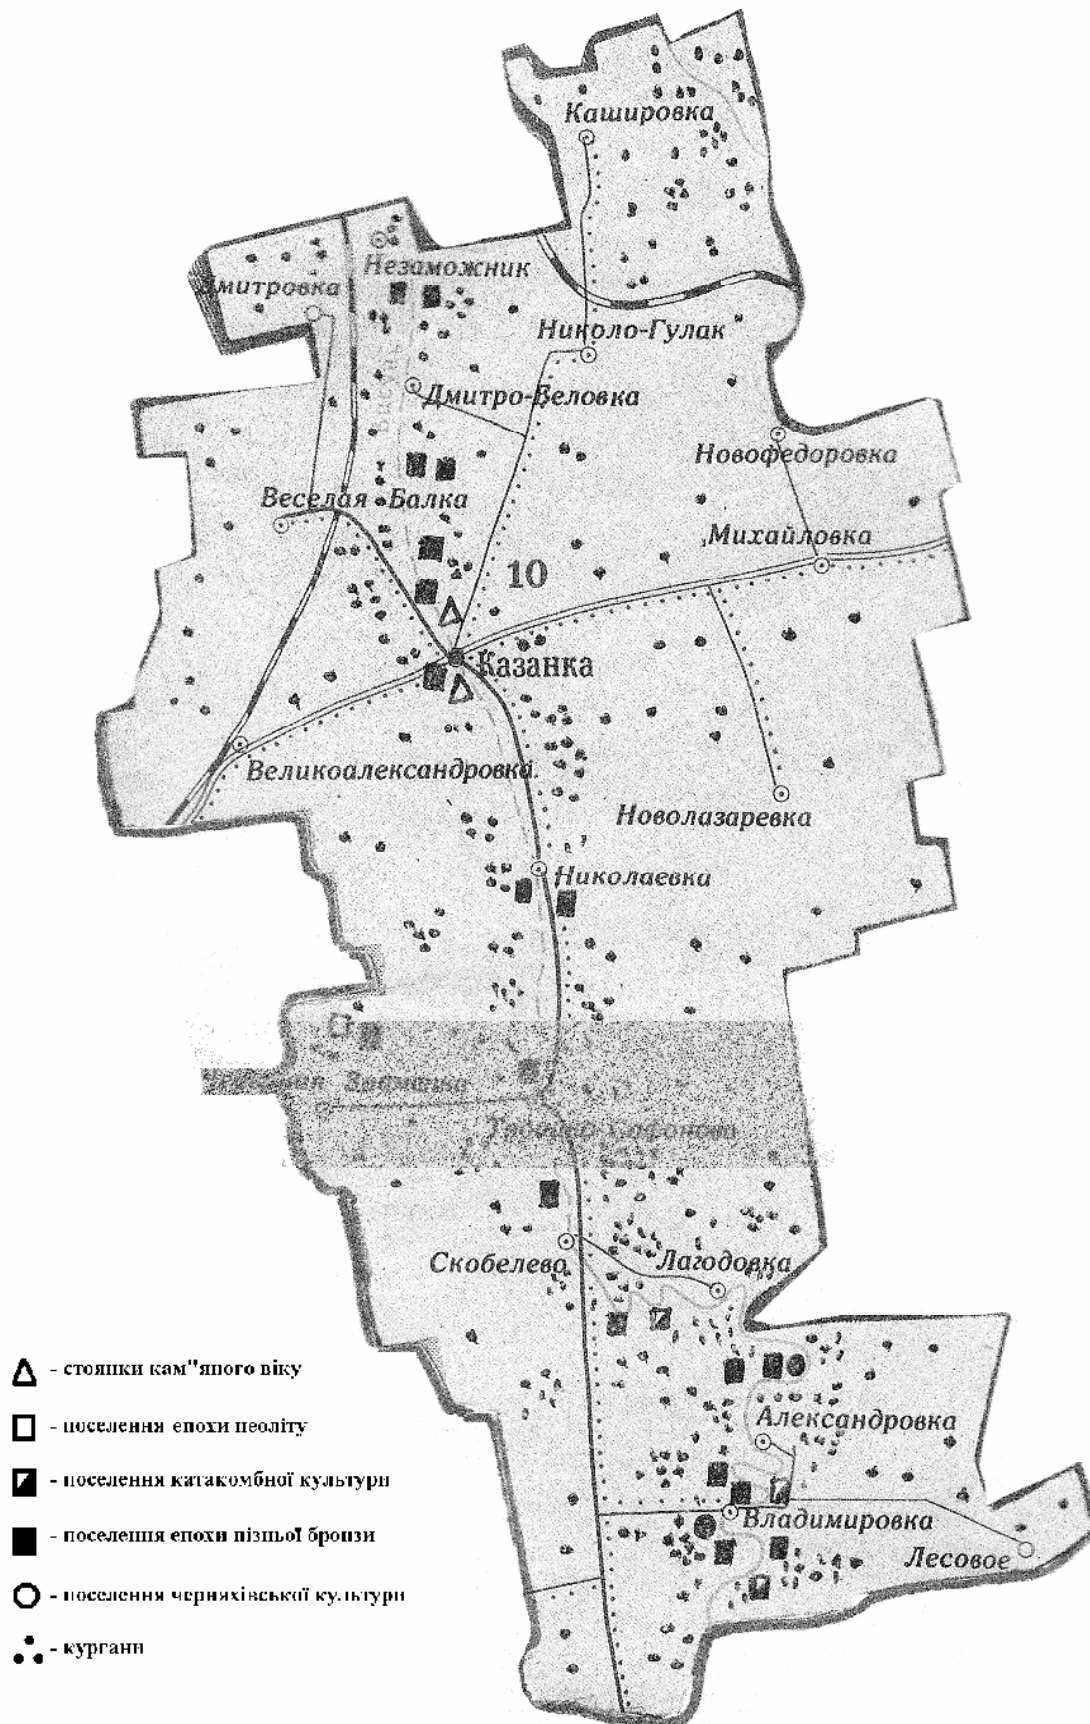 Кашировка
Незаможник
Дмитровка
Николо-Гулак
Дмитро-Беловка
Новофедоровка
Веселая Балка
Михайловка
10
Казанка
Великоалександровка
Новолазаревка
Николаевка
Скобелево
Лагодовка
Александровка
Владимировка
Лесовое
- стоянки кам"яного віку
- поселення епохи неоліту
- поселення катакомбної культури
- поселення епохи пізньої бронзи
- поселення черняхівської культури
- кургани